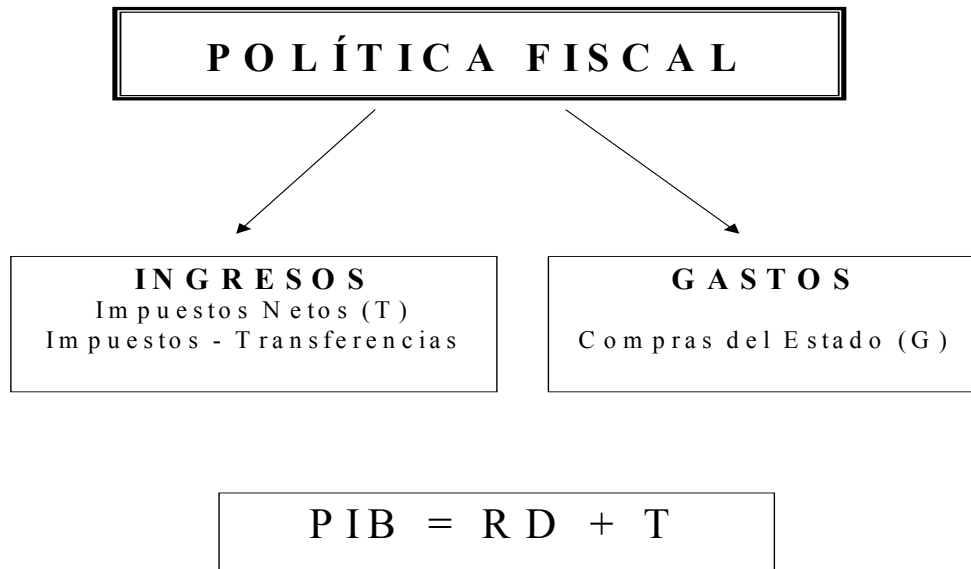 POLÍTICA FISCAL
INGRESOS
Impuestos Netos (T)
Impuestos - Transferencias
GASTOS
Compras del Estado (G)
PIB = RD + T